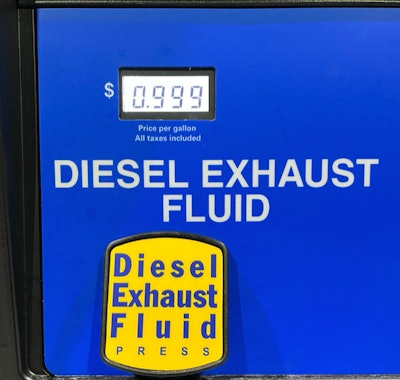 $ 0.999
Price per gallon
All taxes included
DIESEL EXHAUST
FLUID
Diesel
Exhaust
Fluid
PRESS